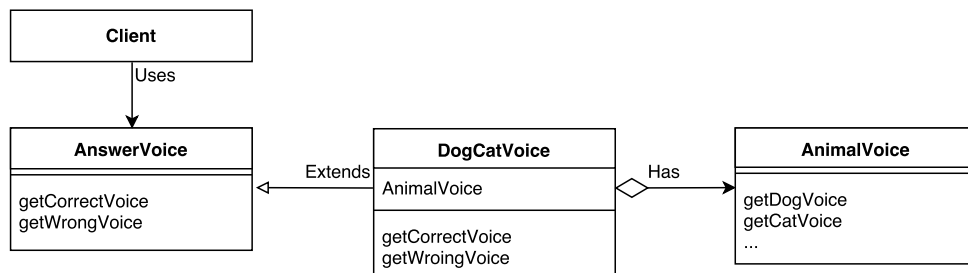 Client
Uses
AnswerVoice
getCorrectVoice
getWrongVoice
Extends
DogCatVoice
AnimalVoice
getCorrectVoice
getWroingVoice
Has
AnimalVoice
getDogVoice
getCatVoice
...